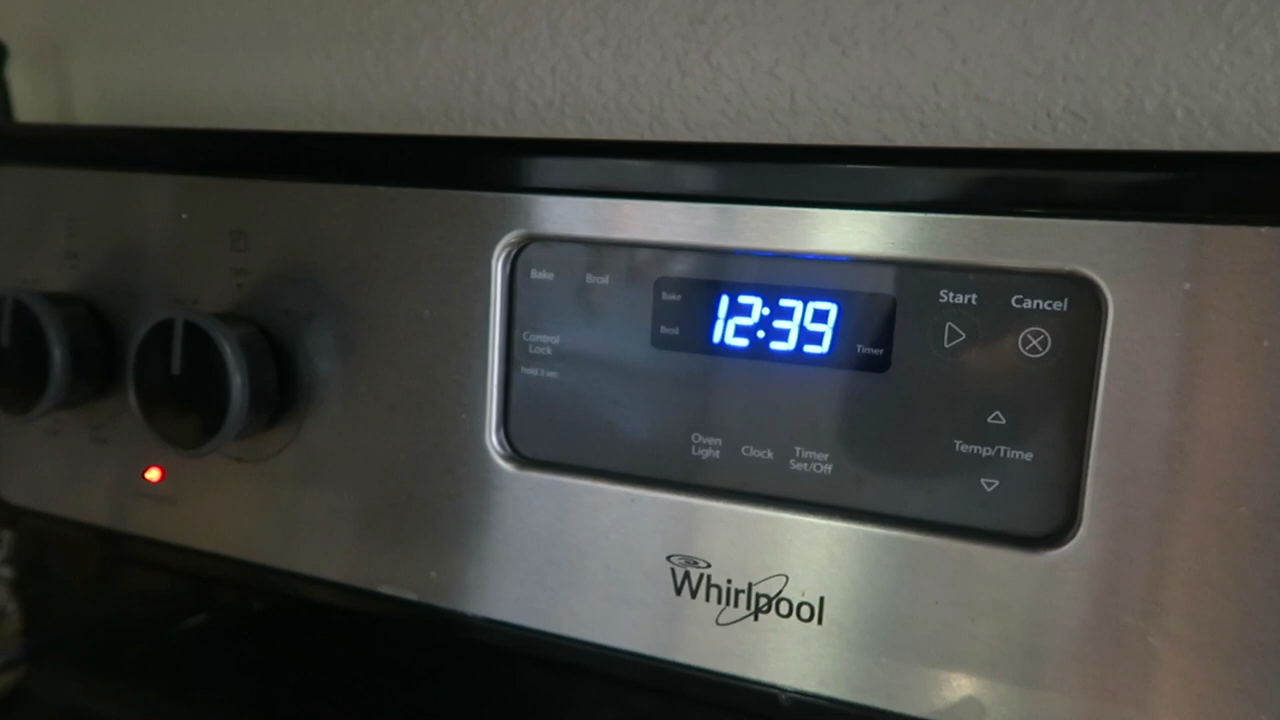 Bake
Broil
Bake
Broil
12:39
Timer
Start
Cancel
Control
Lock
hold 3 sec
Oven
Light
Clock
Timer
Set/Off
Temp/Time
Whirlpool